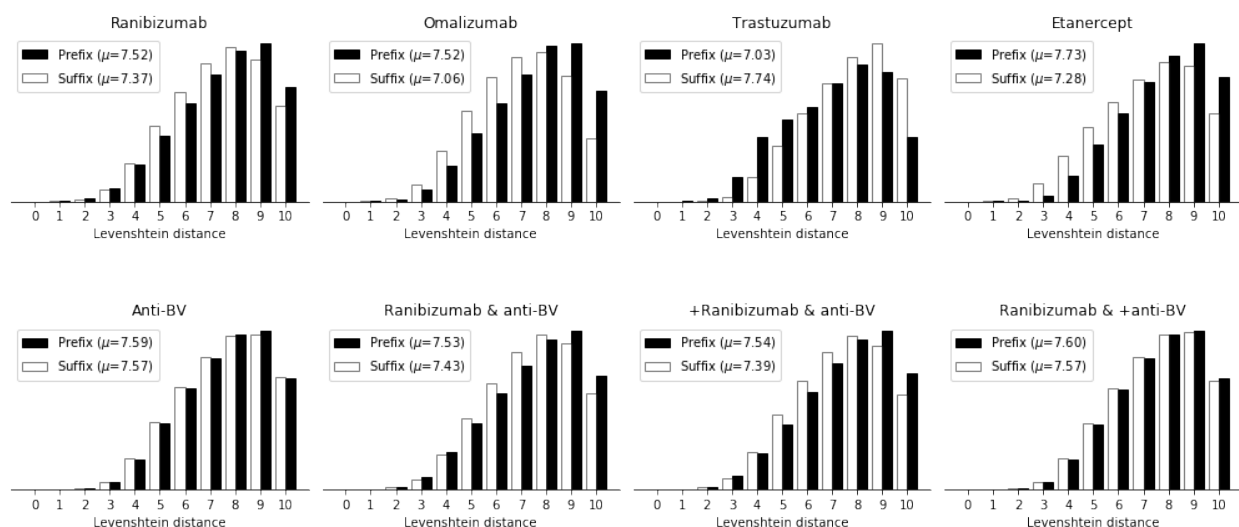 Ranibizumab
Prefix (μ=7.52)
Suffix (μ=7.37)
0 1 2 3 4 5 6 7 8 9 10
Levenshtein distance
Omalizumab
Prefix (μ=7.52)
Suffix (μ=7.06)
0 1 2 3 4 5 6 7 8 9 10
Levenshtein distance
Trastuzumab
Prefix (μ=7.03)
Suffix (μ=7.74)
0 1 2 3 4 5 6 7 8 9 10
Levenshtein distance
Etanercept
Prefix (μ=7.73)
Suffix (μ=7.28)
0 1 2 3 4 5 6 7 8 9 10
Levenshtein distance
Anti-BV
Prefix (μ=7.59)
Suffix (μ=7.57)
0 1 2 3 4 5 6 7 8 9 10
Levenshtein distance
Ranibizumab & anti-BV
Prefix (μ=7.53)
Suffix (μ=7.43)
0 1 2 3 4 5 6 7 8 9 10
Levenshtein distance
+Ranibizumab & anti-BV
Prefix (μ=7.54)
Suffix (μ=7.39)
0 1 2 3 4 5 6 7 8 9 10
Levenshtein distance
Ranibizumab & +anti-BV
Prefix (μ=7.60)
Suffix (μ=7.57)
0 1 2 3 4 5 6 7 8 9 10
Levenshtein distance